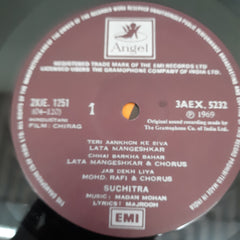 Angel
REGISTERED TRADE MARK OF THE EMI RECORDS LTD
LICENSED USERS THE GRAMOPHONE COMPANY OF INDIA LTD.
2XJE. 1251
3AEX. 5232
1
℗ 1969
HINDUSTANI
FILM: CHIRAG
Original sound recording made by
The Gramophone Co. of India Ltd.
TERI AANKHON KE SIVA
LATA MANGESHKAR
CHHAI BARKHA BAHAR
LATA MANGESHKAR & CHORUS
JAB DEKH LIYA
MOHD. RAFI & CHORUS
SUCHITRA
MUSIC: MADAN MOHAN
LYRICS: MAJROOH
EMI